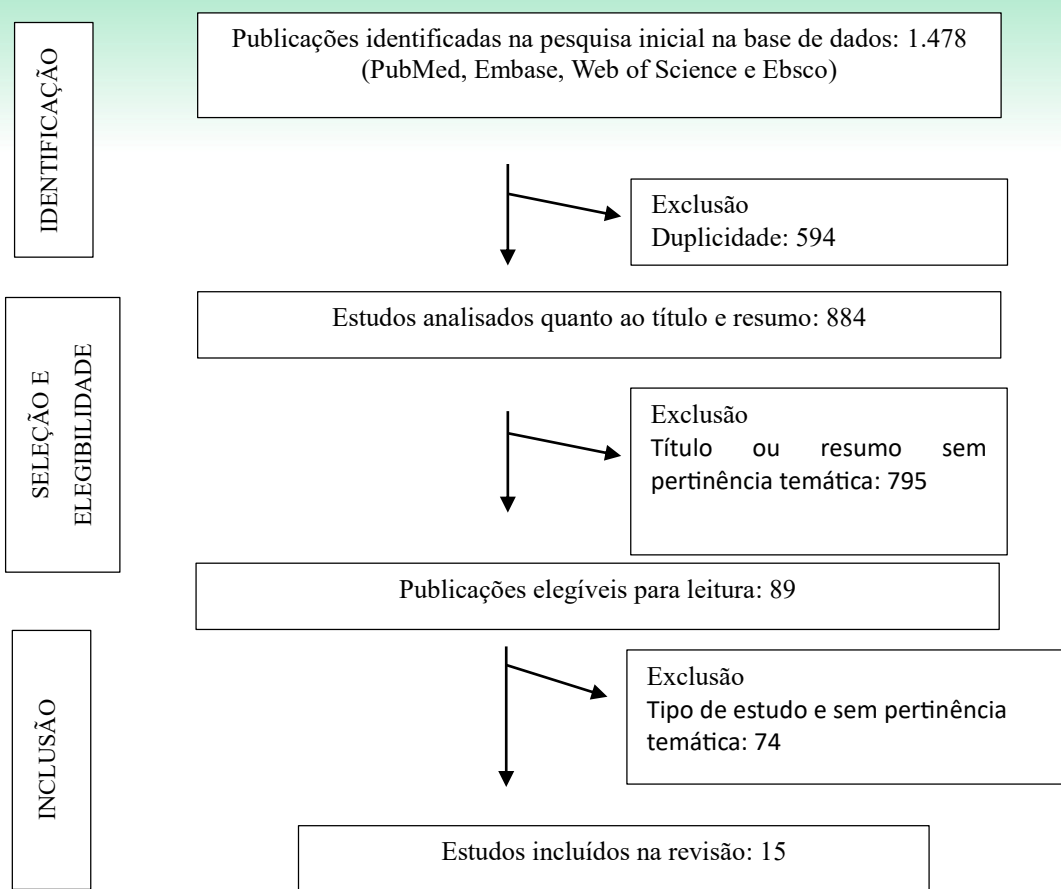 IDENTIFICAÇÃO
Publicações identificadas na pesquisa inicial na base de dados: 1.478
(PubMed, Embase, Web of Science e Ebsco)
Exclusão
Duplicidade: 594
SELEÇÃO E
ELEGIBILIDADE
Estudos analisados quanto ao título e resumo: 884
Exclusão
Título ou resumo sem
pertinência temática: 795
Publicações elegíveis para leitura: 89
INCLUSÃO
Exclusão
Tipo de estudo e sem pertinência
temática: 74
Estudos incluídos na revisão: 15